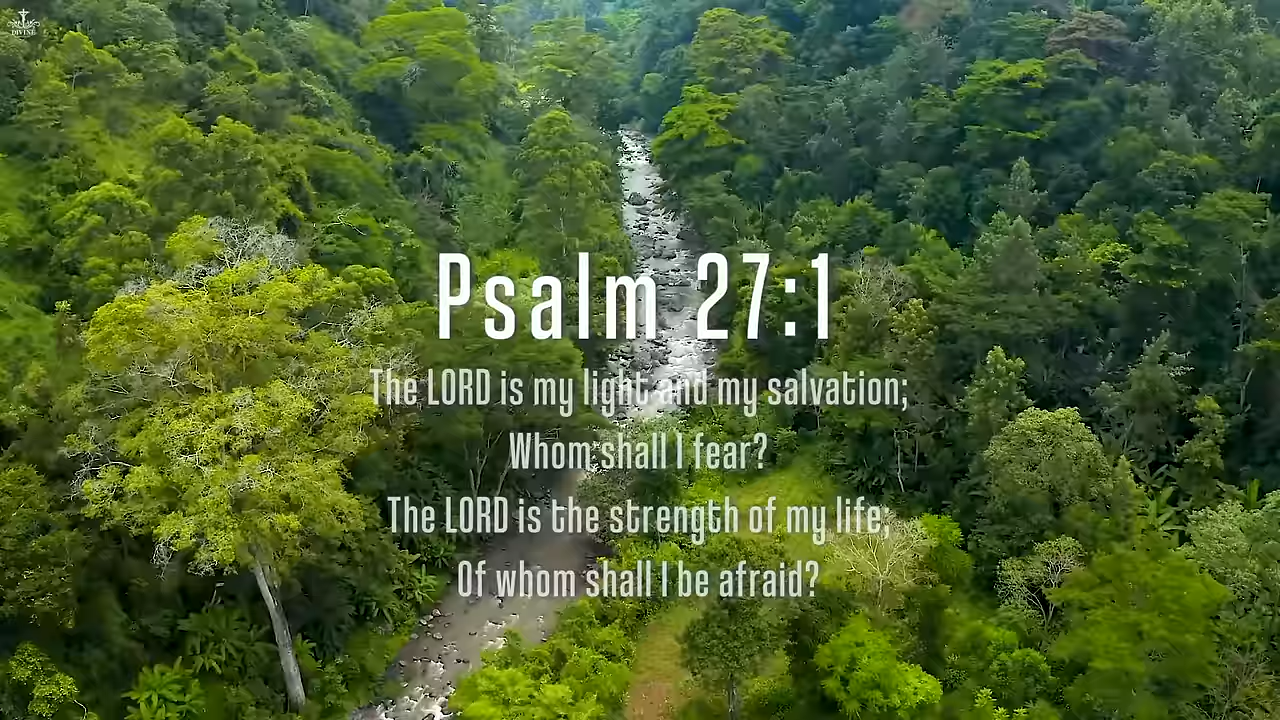 DIVINE
Psalm 27:1
The LORD is my light and my salvation;
Whom shall I fear?
The LORD is the strength of my life;
Of whom shall I be afraid?